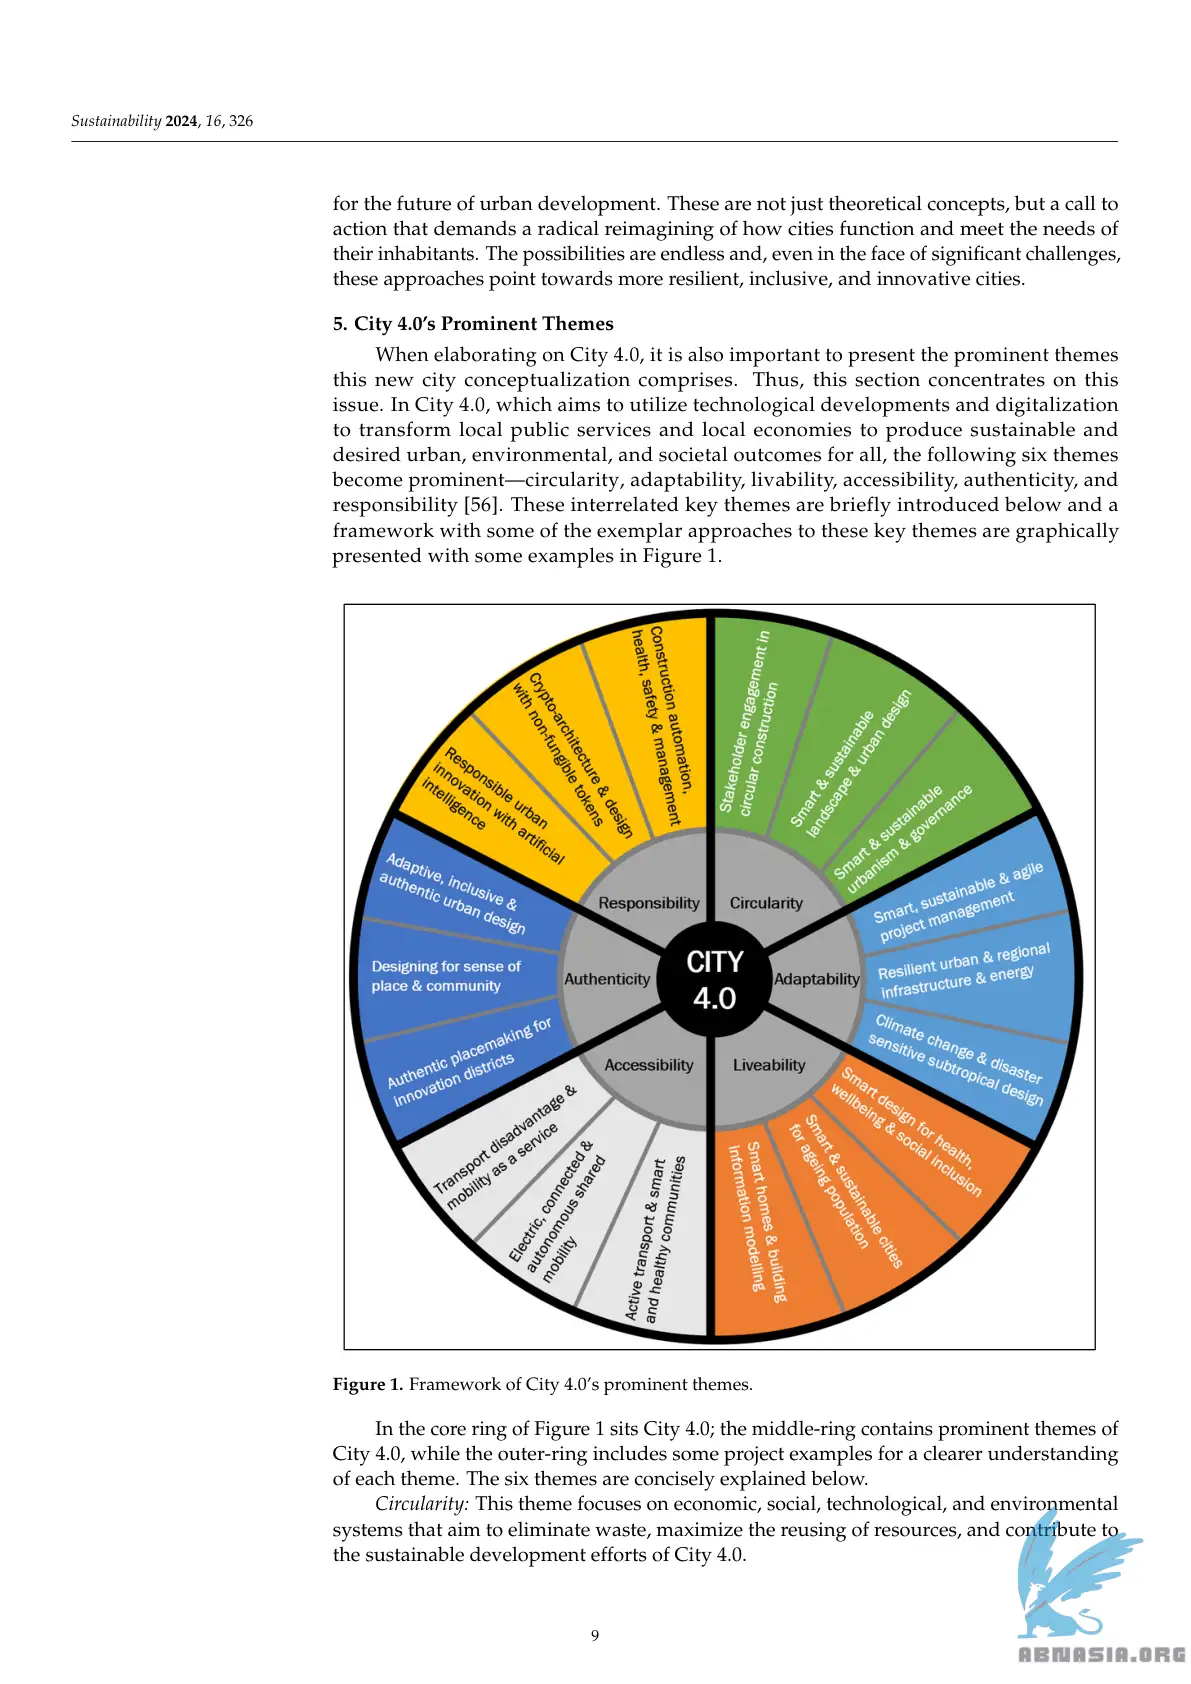 Sustainability 2024, 16, 326
for the future of urban development. These are not just theoretical concepts, but a call to
action that demands a radical reimagining of how cities function and meet the needs of
their inhabitants. The possibilities are endless and, even in the face of significant challenges,
these approaches point towards more resilient, inclusive, and innovative cities.
5. City 4.0’s Prominent Themes
When elaborating on City 4.0, it is also important to present the prominent themes
this new city conceptualization comprises. Thus, this section concentrates on this
issue. In City 4.0, which aims to utilize technological developments and digitalization
to transform local public services and local economies to produce sustainable and
desired urban, environmental, and societal outcomes for all, the following six themes
become prominent—circularity, adaptability, livability, accessibility, authenticity, and
responsibility [56]. These interrelated key themes are briefly introduced below and a
framework with some of the exemplar approaches to these key themes are graphically
presented with some examples in Figure 1.
Stakeholder engagement in
circular construction
Smart & sustainable
landscape & urban design
Smart & sustainable
urbanism & governance
Smart, sustainable & agile
project management
Resilient urban & regional
infrastructure & energy
Climate change & disaster
sensitive subtropical design
Smart design for health,
wellbeing & social inclusion
Smart & sustainable cities
for ageing population
Smart homes & building
information modelling
Active transport & smart
and healthy communities
Electric, connected &
autonomous shared
mobility
Transport disadvantage &
mobility as a service
Authentic placemaking for
innovation districts
Designing for sense of
place & community
Adaptive, inclusive &
authentic urban design
Responsible urban
innovation with artificial
intelligence
Crypto-architecture & design
with non-fungible tokens
Construction automation,
health, safety & management
Responsibility
Circularity
Authenticity
CITY
4.0
Adaptability
Accessibility
Liveability
Figure 1. Framework of City 4.0’s prominent themes.
In the core ring of Figure 1 sits City 4.0; the middle-ring contains prominent themes of
City 4.0, while the outer-ring includes some project examples for a clearer understanding
of each theme. The six themes are concisely explained below.
Circularity: This theme focuses on economic, social, technological, and environmental
systems that aim to eliminate waste, maximize the reusing of resources, and contribute to
the sustainable development efforts of City 4.0.
9
ABNASIA.ORG